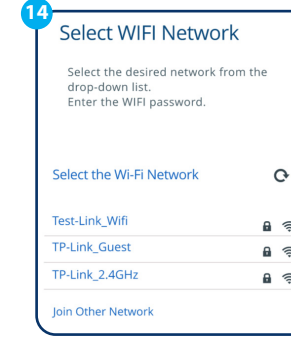 14
Select WIFI Network
Select the desired network from the
drop-down list.
Enter the WIFI password.
Select the Wi-Fi Network
Test-Link_Wifi
TP-Link_Guest
TP-Link_2.4GHz
Join Other Network